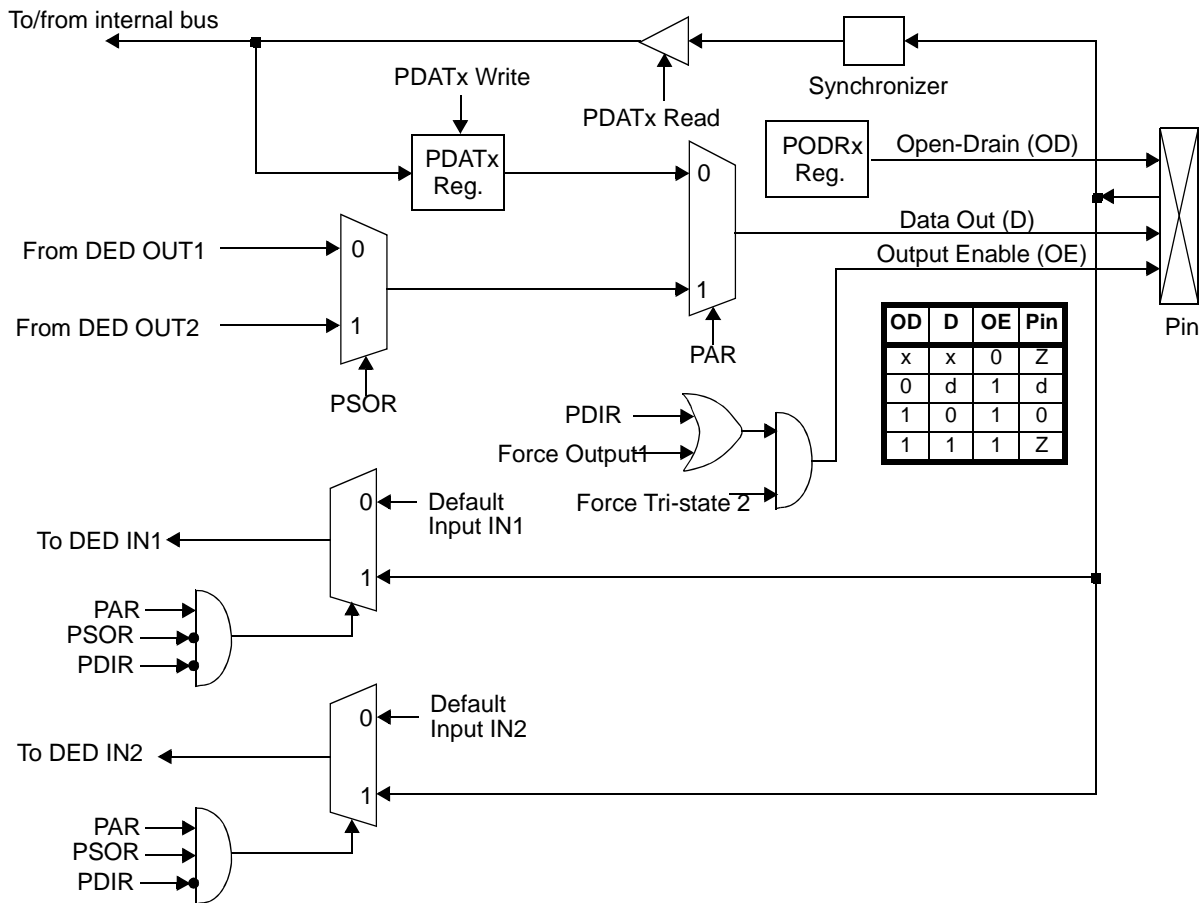 To/from internal bus
PDATx Write
Synchronizer
PDATx Read
PDATx
Reg.
0
1
PAR
PODRx
Reg.
Open-Drain (OD)
Data Out (D)
Output Enable (OE)
Pin
From DED OUT1
From DED OUT2
0
1
PSOR
OD D OE Pin
x x 0 Z
0 d 1 d
1 0 1 0
1 1 1 Z
PDIR
Force Output1
Force Tri-state 2
0
Default
Input IN1
To DED IN1
1
PAR
PSOR
PDIR
0
Default
Input IN2
To DED IN2
1
PAR
PSOR
PDIR